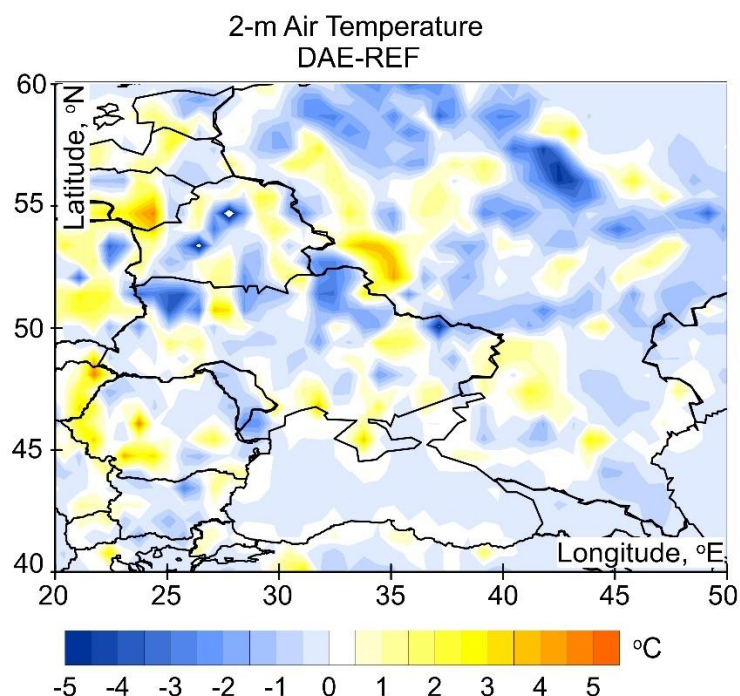 2-m Air Temperature
DAE-REF
60
Latitude, °N
55
50
45
40
Longitude, °E
20 25 30 35 40 45 50
°C
-5 -4 -3 -2 -1 0 1 2 3 4 5